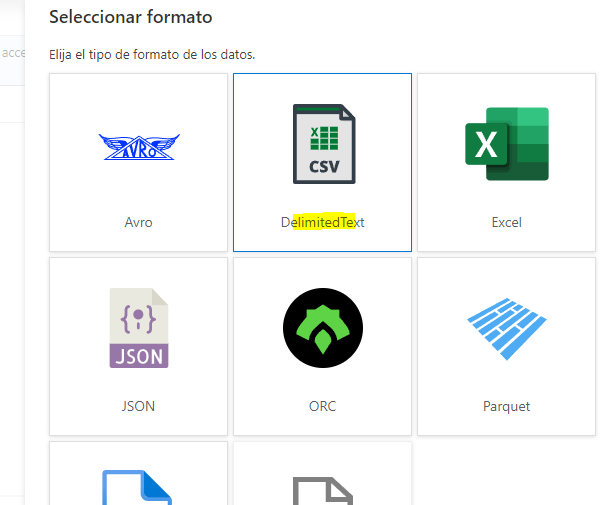 Seleccionar formato
acce
Elija el tipo de formato de los datos.
AVRO
X
CSV
X
Avro
DelimitedText
Excel
{ }
JSON
JSON
ORC
Parquet